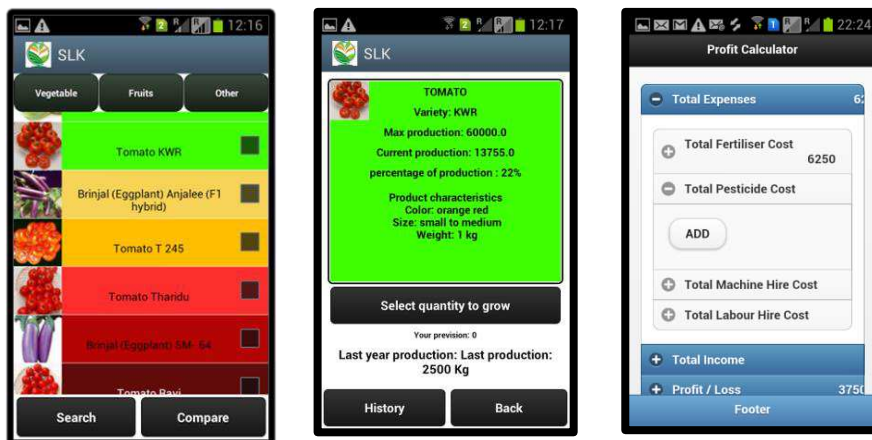 12:16
SLK
Vegetable Fruits Other
Tomato KWR
Brinjal (Eggplant) Anjalee (F1
hybrid)
Tomato T 245
Tomato Tharidu
Brinjal (Eggplant) SM- 64
Tomato Ravi
Search Compare
12:17
SLK
TOMATO
Variety: KWR
Max production: 60000.0
Current production: 13755.0
percentage of production : 22%
Product characteristics
Color: orange red
Size: small to medium
Weight: 1 kg
Select quantity to grow
Your prevision: 0
Last year production: Last production:
2500 Kg
History Back
22:24
Profit Calculator
Total Expenses
Total Fertiliser Cost
6250
Total Pesticide Cost
ADD
Total Machine Hire Cost
Total Labour Hire Cost
Total Income
Profit / Loss
Footer